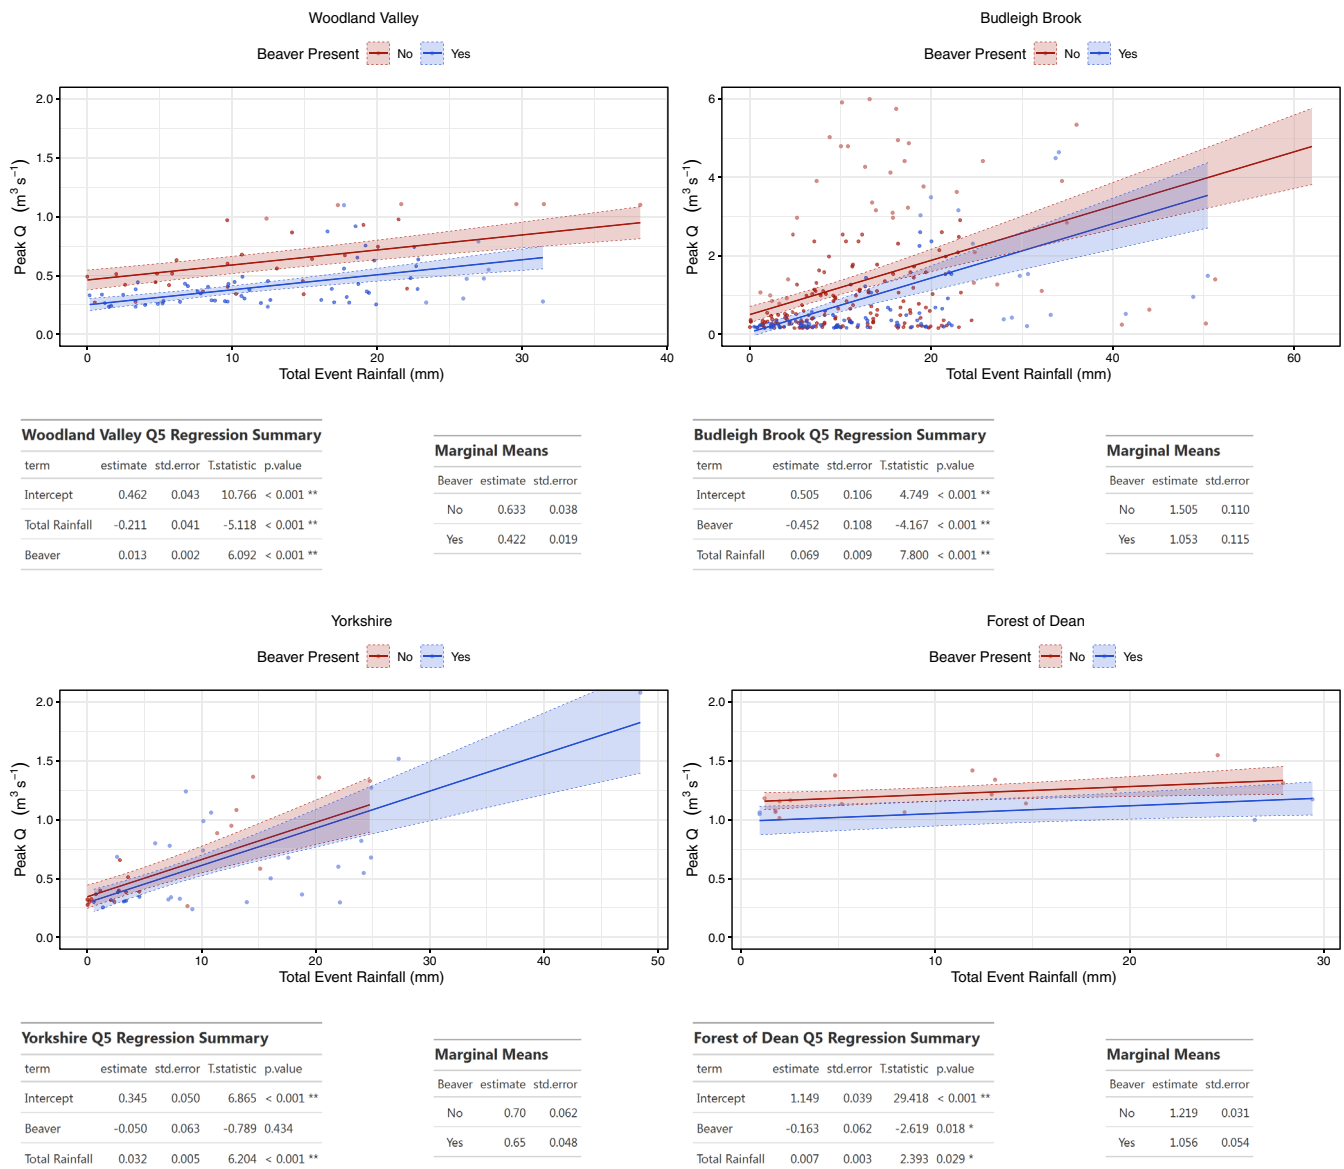 Woodland Valley
Beaver Present No Yes
2.0
1.5
1.0
0.5
0.0
Peak Q (m³ s⁻¹)
0 10 20 30 40
Total Event Rainfall (mm)
Budleigh Brook
Beaver Present No Yes
6
4
2
0
Peak Q (m³ s⁻¹)
0 20 40 60
Total Event Rainfall (mm)
Woodland Valley Q5 Regression Summary
term estimate std.error T.statistic p.value
Intercept 0.462 0.043 10.766 < 0.001 **
Total Rainfall -0.211 0.041 -5.118 < 0.001 **
Beaver 0.013 0.002 6.092 < 0.001 **
Marginal Means
Beaver estimate std.error
No 0.633 0.038
Yes 0.422 0.019
Budleigh Brook Q5 Regression Summary
term estimate std.error T.statistic p.value
Intercept 0.505 0.106 4.749 < 0.001 **
Beaver -0.452 0.108 -4.167 < 0.001 **
Total Rainfall 0.069 0.009 7.800 < 0.001 **
Marginal Means
Beaver estimate std.error
No 1.505 0.110
Yes 1.053 0.115
Yorkshire
Beaver Present No Yes
2.0
1.5
1.0
0.5
0.0
Peak Q (m³ s⁻¹)
0 10 20 30 40 50
Total Event Rainfall (mm)
Forest of Dean
Beaver Present No Yes
2.0
1.5
1.0
0.5
0.0
Peak Q (m³ s⁻¹)
0 10 20 30
Total Event Rainfall (mm)
Yorkshire Q5 Regression Summary
term estimate std.error T.statistic p.value
Intercept 0.345 0.050 6.865 < 0.001 **
Beaver -0.050 0.063 -0.789 0.434
Total Rainfall 0.032 0.005 6.204 < 0.001 **
Marginal Means
Beaver estimate std.error
No 0.70 0.062
Yes 0.65 0.048
Forest of Dean Q5 Regression Summary
term estimate std.error T.statistic p.value
Intercept 1.149 0.039 29.418 < 0.001 **
Beaver -0.163 0.062 -2.619 0.018 *
Total Rainfall 0.007 0.003 2.393 0.029 *
Marginal Means
Beaver estimate std.error
No 1.219 0.031
Yes 1.056 0.054